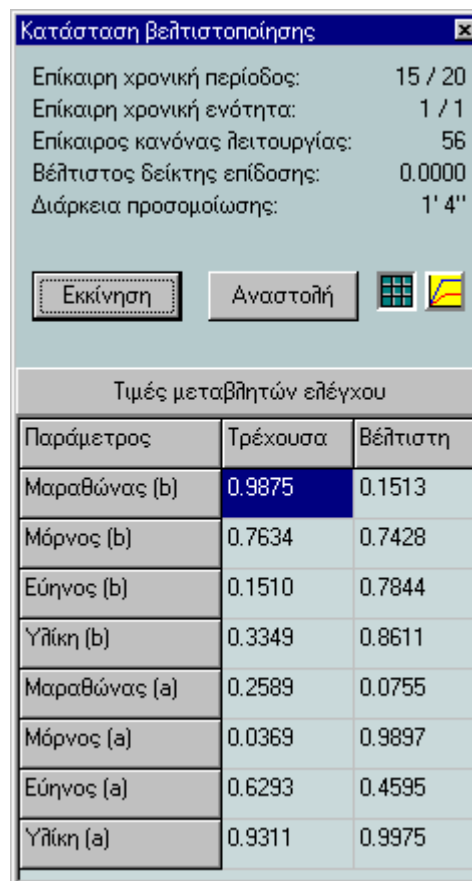 Κατάσταση βελτιστοποίησης
Επίκαιρη χρονική περίοδος: 15 / 20
Επίκαιρη χρονική ενότητα: 1 / 1
Επίκαιρος κανόνας λειτουργίας: 56
Βέλτιστος δείκτης επίδοσης: 0.0000
Διάρκεια προσομοίωσης: 1' 4''
Εκκίνηση Αναστολή
Τιμές μεταβλητών ελέγχου
Παράμετρος Τρέχουσα Βέλτιστη
Μαραθώνας (b) 0.9875 0.1513
Μόρνος (b) 0.7634 0.7428
Εύηνος (b) 0.1510 0.7844
Υλίκη (b) 0.3349 0.8611
Μαραθώνας (a) 0.2589 0.0755
Μόρνος (a) 0.0369 0.9897
Εύηνος (a) 0.6293 0.4595
Υλίκη (a) 0.9311 0.9975